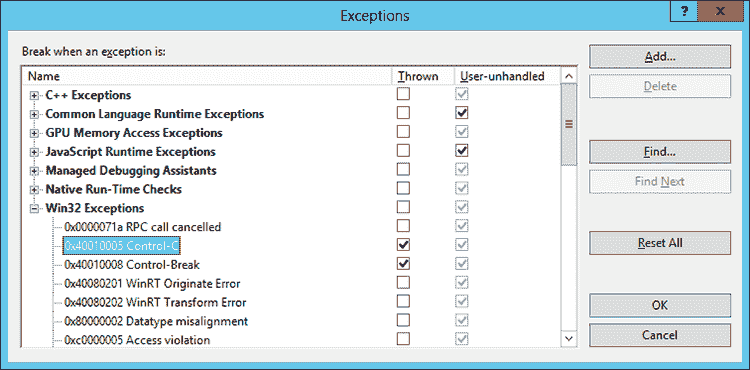 Exceptions
?
Break when an exception is:
Name Thrown User-unhandled
C++ Exceptions
Common Language Runtime Exceptions
GPU Memory Access Exceptions
JavaScript Runtime Exceptions
Managed Debugging Assistants
Native Run-Time Checks
Win32 Exceptions
0x0000071a RPC call cancelled
0x40010005 Control-C
0x40010008 Control-Break
0x40080201 WinRT Originate Error
0x40080202 WinRT Transform Error
0x80000002 Datatype misalignment
0xc0000005 Access violation
Add...
Delete
Find...
Find Next
Reset All
OK
Cancel